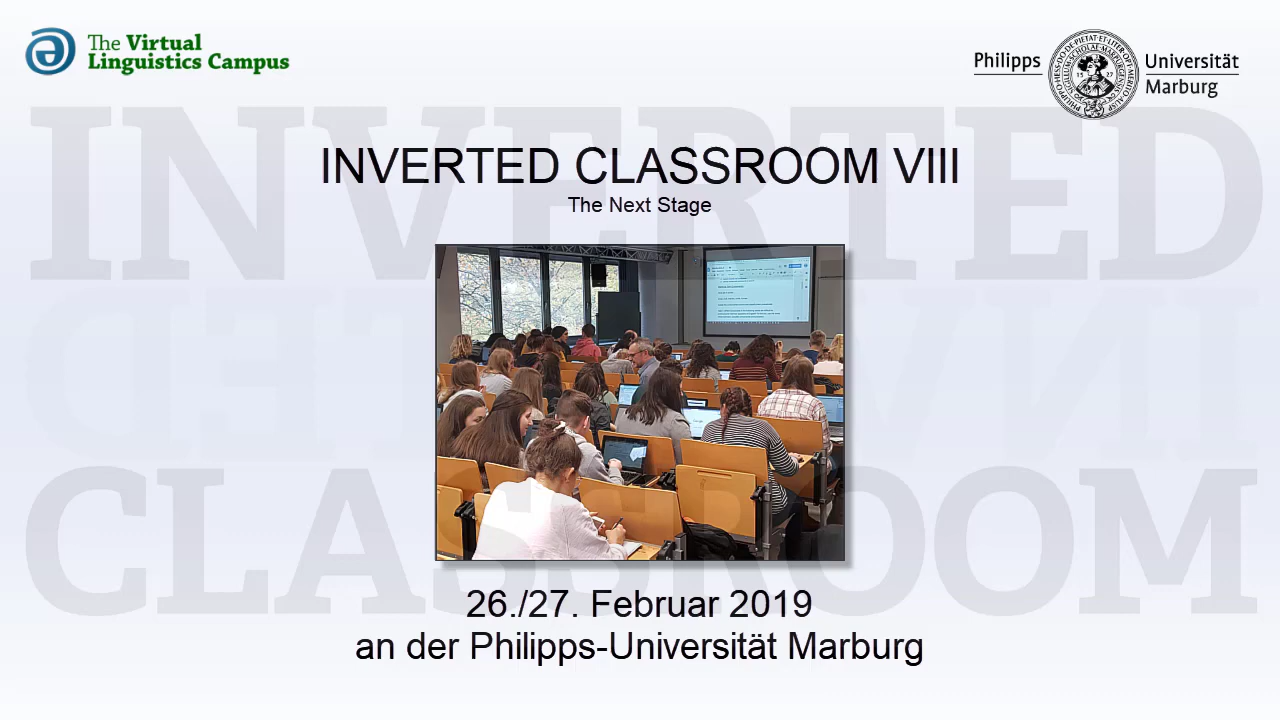 The Virtual
Linguistics Campus
Philipps
Universität
Marburg
1527
INVERTED
INVERTED CLASSROOM VIII
The Next Stage
CLASSROOM
26./27. Februar 2019
an der Philipps-Universität Marburg